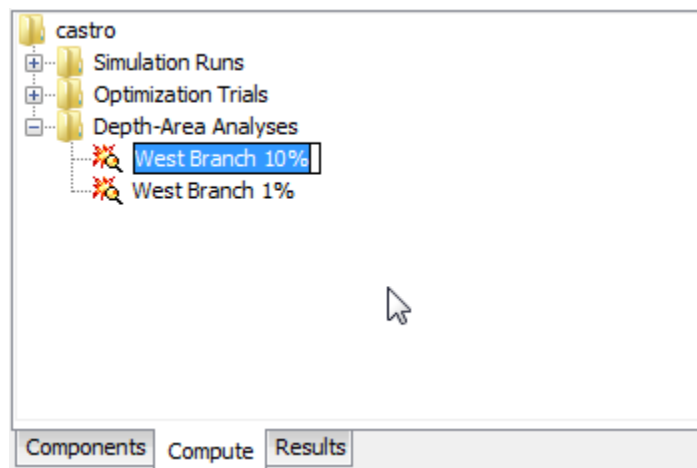 castro
Simulation Runs
Optimization Trials
Depth-Area Analyses
West Branch 10%
West Branch 1%
Components Compute Results